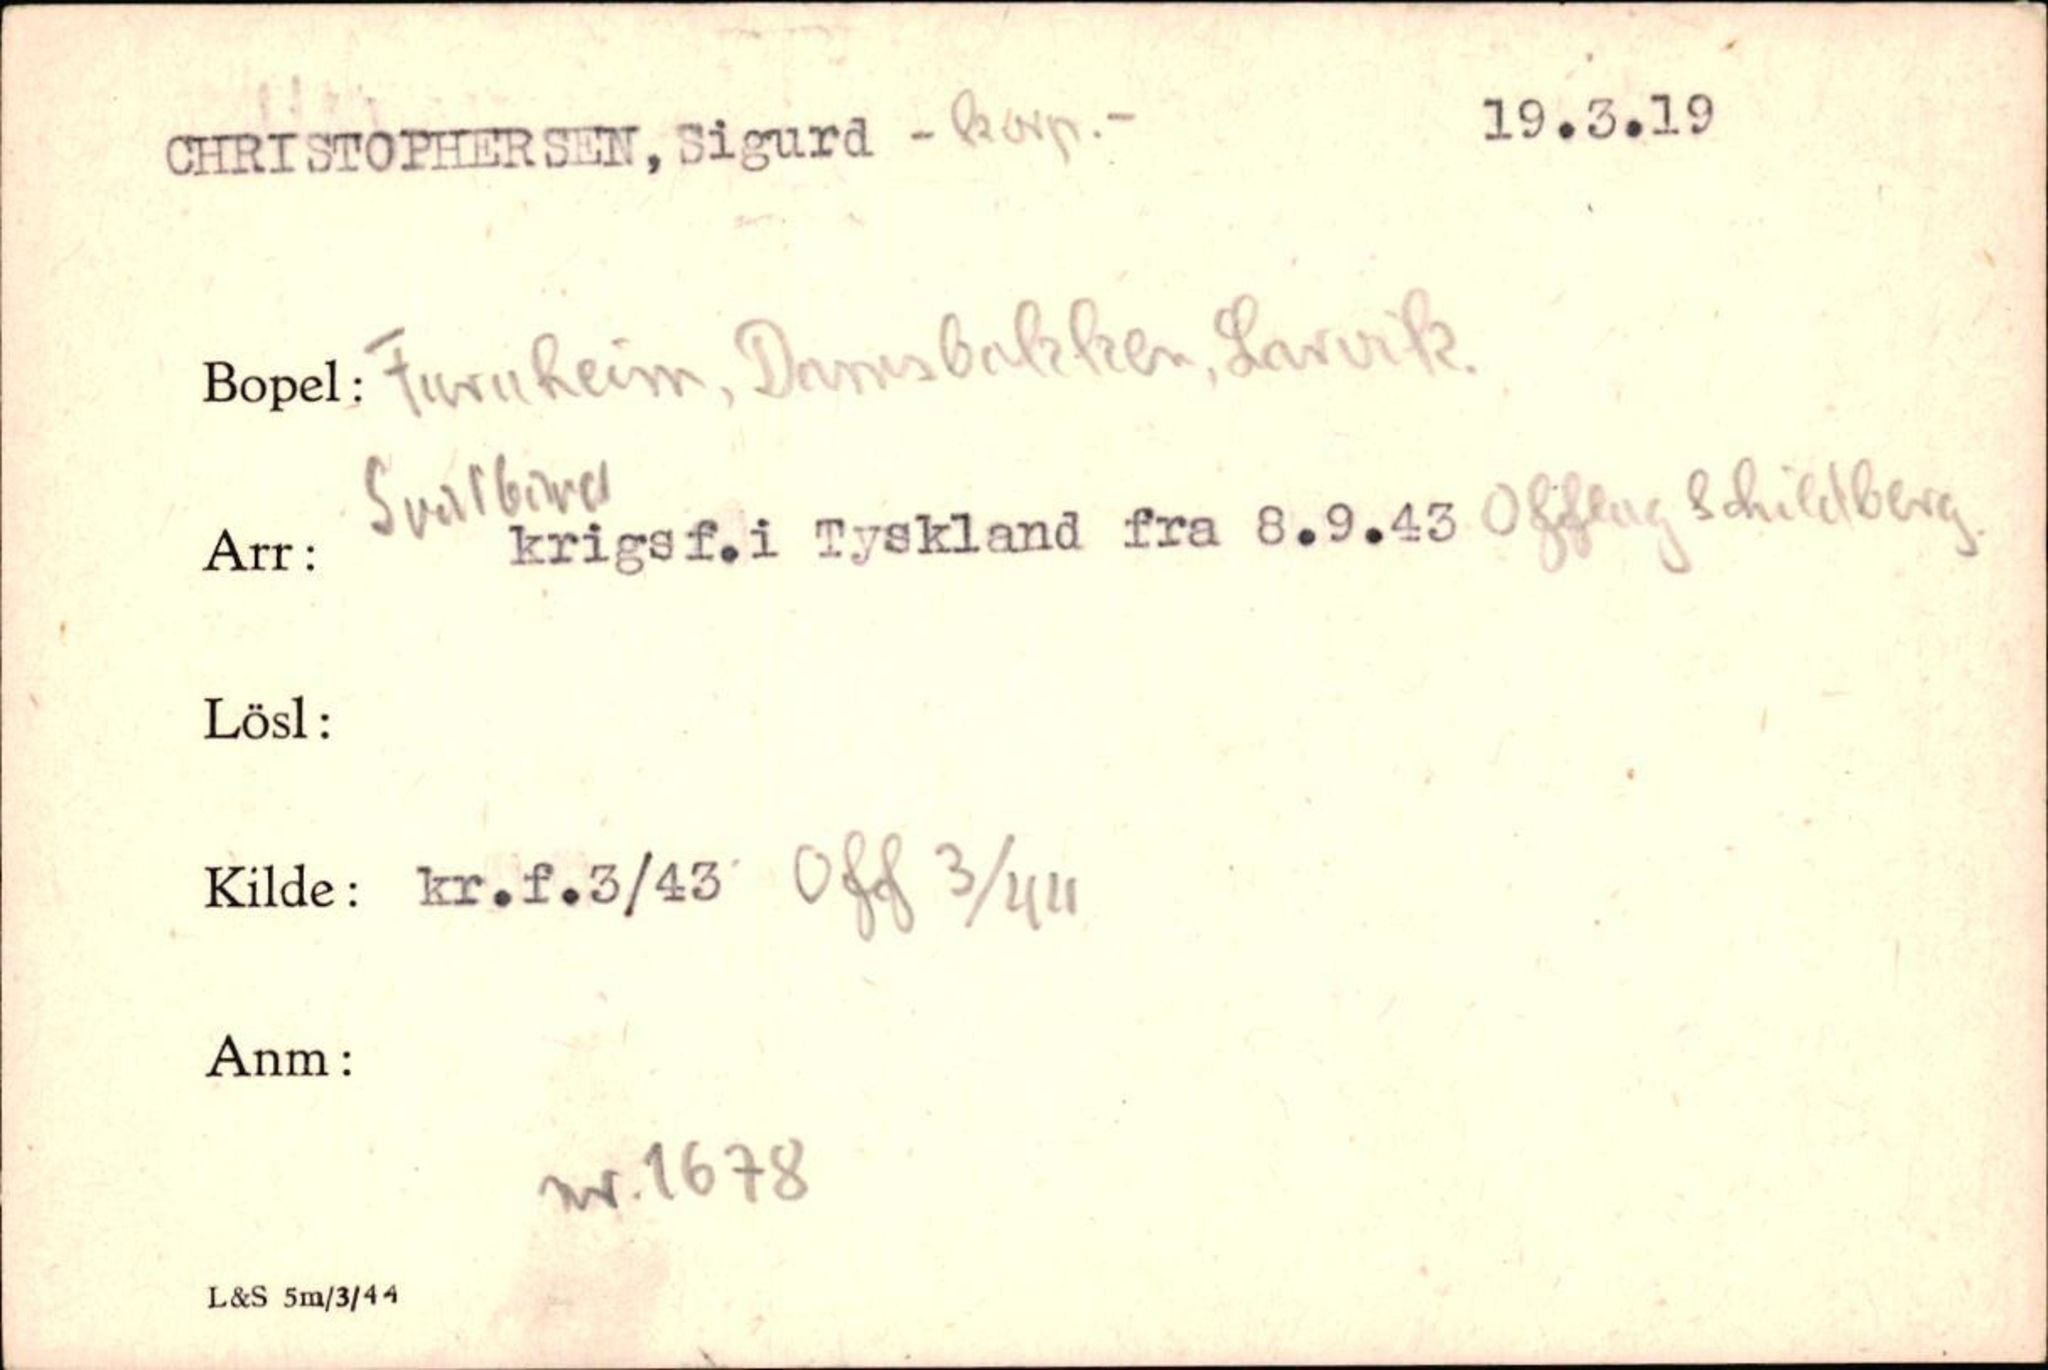 CHRISTOPHERSEN, Sigurd - korp. - 19.3.19
Bopel: Furuheim, Damsbakken, Larvik.
Svalbard
Arr: krigsf.i Tyskland fra 8.9.43 Offlag Schildberg.
Lösl:
Kilde: kr.f.3/43 Off 3/44
Anm:
nr. 1678
L&S 5m/3/44